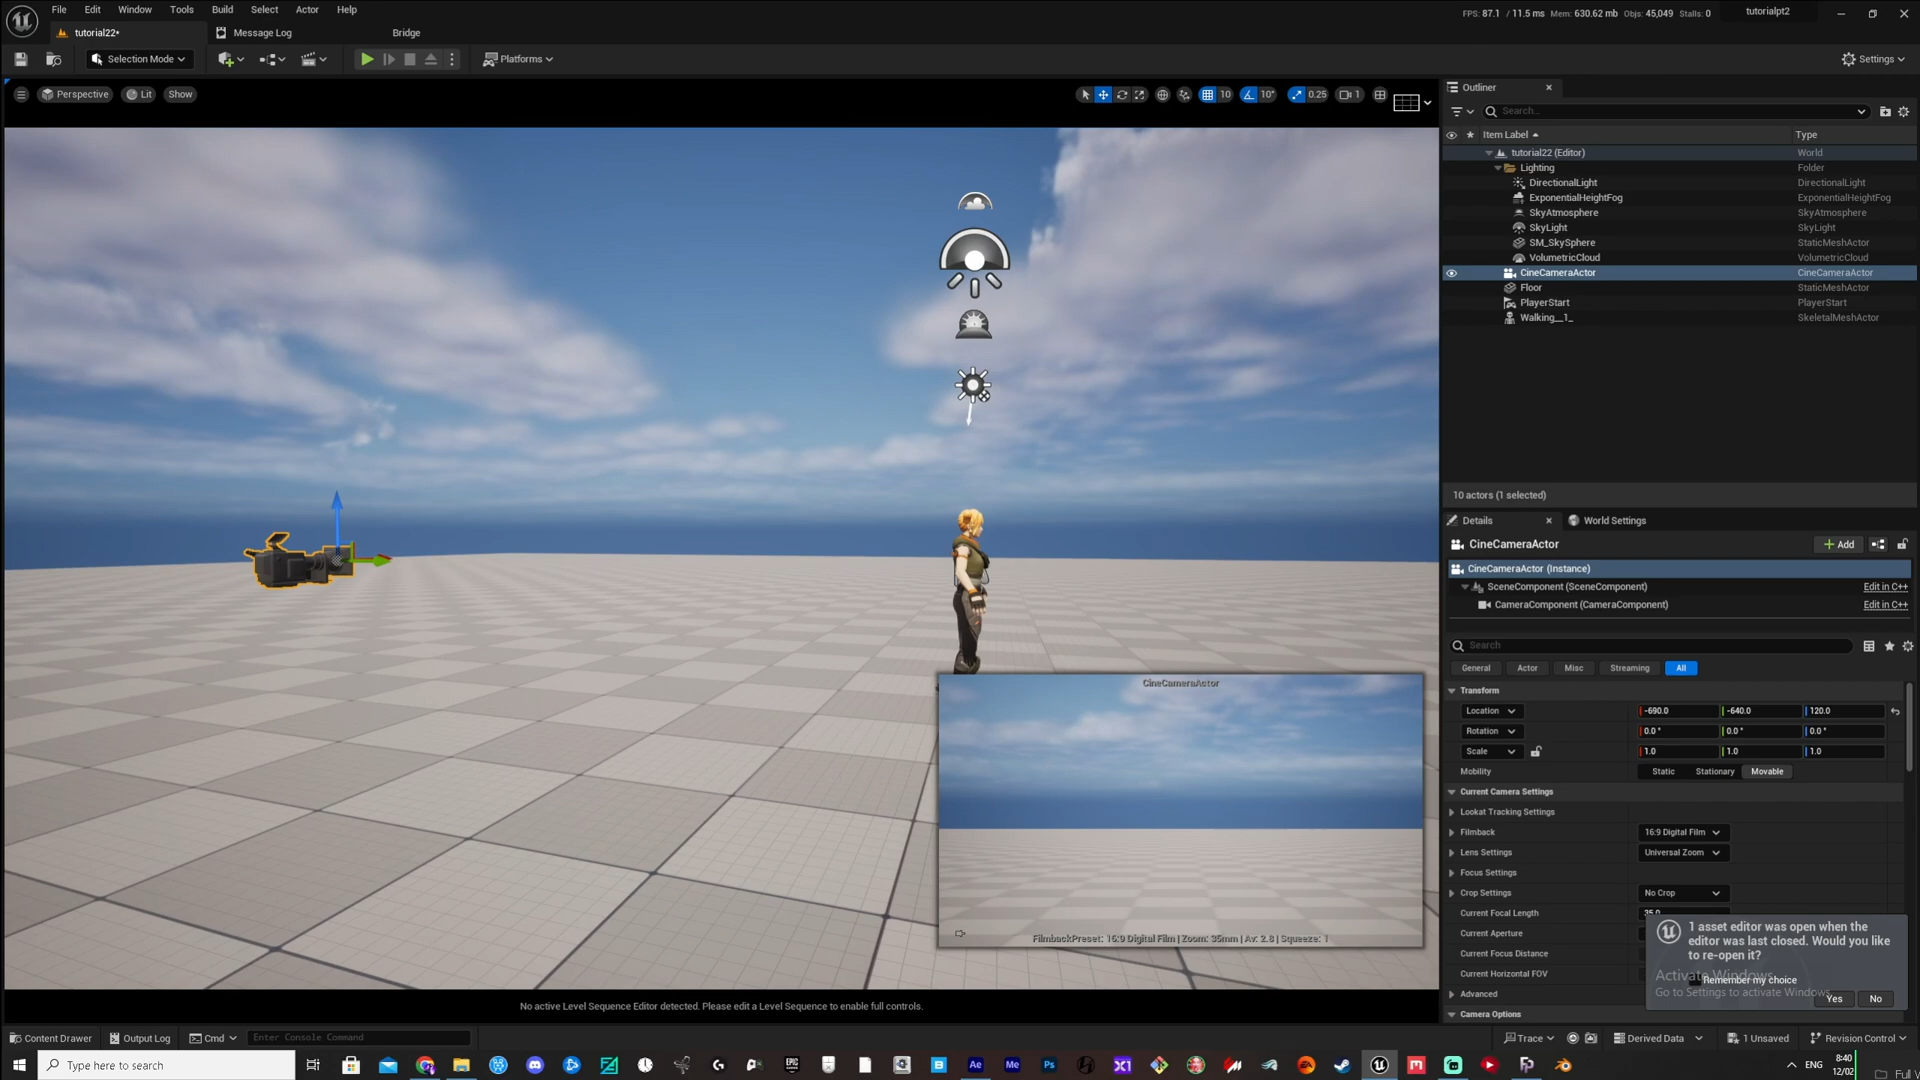 File Edit Window Tools Build Select Actor Help
FPS: 87.1 / 11.5 ms Mem: 630.62 mb Objs: 45,049 Stalls: 0 tutorialpt2
tutorial22* Message Log Bridge
Selection Mode Platforms Settings
Perspective Lit Show 10 10° 0.25 1
CineCameraActor
FilmbackPreset: 16:9 Digital Film | Zoom: 35mm | Av: 2.8 | Squeeze: 1
No active Level Sequence Editor detected. Please edit a Level Sequence to enable full controls.
Outliner
Search...
Item Label Type
tutorial22 (Editor) World
Lighting Folder
DirectionalLight DirectionalLight
ExponentialHeightFog ExponentialHeightFog
SkyAtmosphere SkyAtmosphere
SkyLight SkyLight
SM_SkySphere StaticMeshActor
VolumetricCloud VolumetricCloud
CineCameraActor CineCameraActor
Floor StaticMeshActor
PlayerStart PlayerStart
Walking__1_ SkeletalMeshActor
10 actors (1 selected)
Details World Settings
CineCameraActor Add
CineCameraActor (Instance)
SceneComponent (SceneComponent) Edit in C++
CameraComponent (CameraComponent) Edit in C++
Search
General Actor Misc Streaming All
Transform
Location -690.0 -640.0 120.0
Rotation 0.0 ° 0.0 ° 0.0 °
Scale 1.0 1.0 1.0
Mobility Static Stationary Movable
Current Camera Settings
Lookat Tracking Settings
Filmback 16:9 Digital Film
Lens Settings Universal Zoom
Focus Settings
Crop Settings No Crop
Current Focal Length 35.0
Current Aperture
Current Focus Distance
Current Horizontal FOV
Advanced
Camera Options
1 asset editor was open when the
editor was last closed. Would you like
to re-open it?
Activate Windows
Remember my choice
Go to Settings to activate Windows.
Yes No
Content Drawer Output Log Cmd Enter Console Command Trace Derived Data 1 Unsaved Revision Control
Type here to search
Ae Me Ps X1
ENG 8:40
12/02
Full V